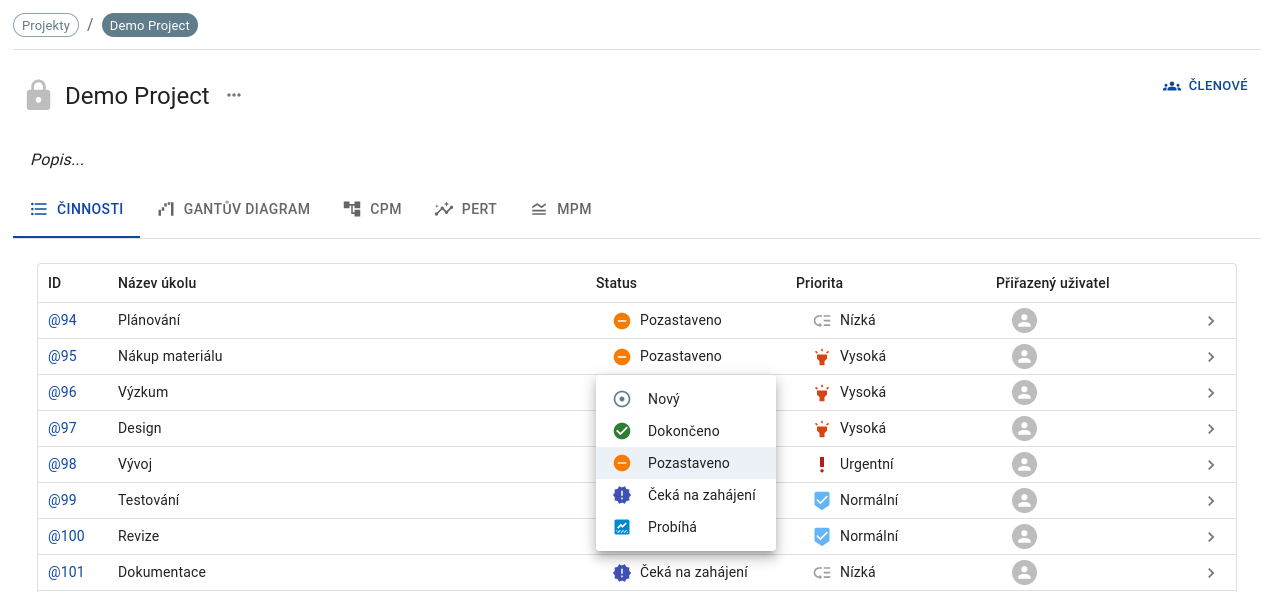 Projekty / Demo Project
Demo Project ...
ČLENOVÉ
Popis...
ČINNOSTI GANTŮV DIAGRAM CPM PERT MPM
ID Název úkolu Status Priorita Přiřazený uživatel
@94 Plánování Pozastaveno Nízká
@95 Nákup materiálu Pozastaveno Vysoká
@96 Výzkum Vysoká
Nový
@97 Design Vysoká
Dokončeno
@98 Vývoj Urgentní
Pozastaveno
@99 Testování Normální
Čeká na zahájení
@100 Revize Normální
Probíhá
@101 Dokumentace Čeká na zahájení Nízká